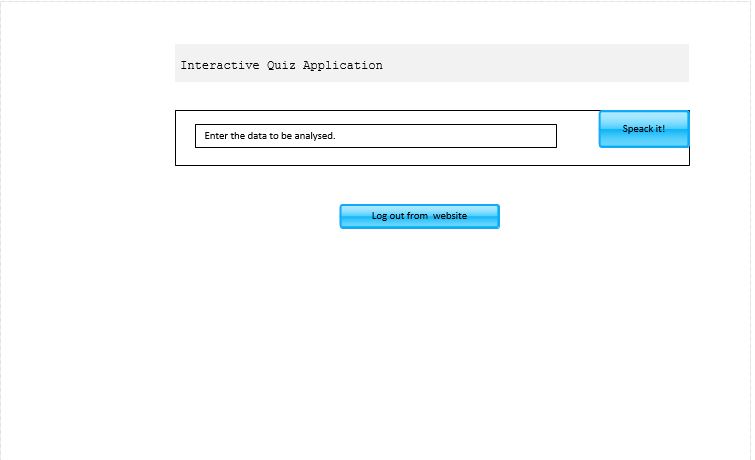 Interactive Quiz Application
Enter the data to be analysed.
Speack it!
Log out from  website